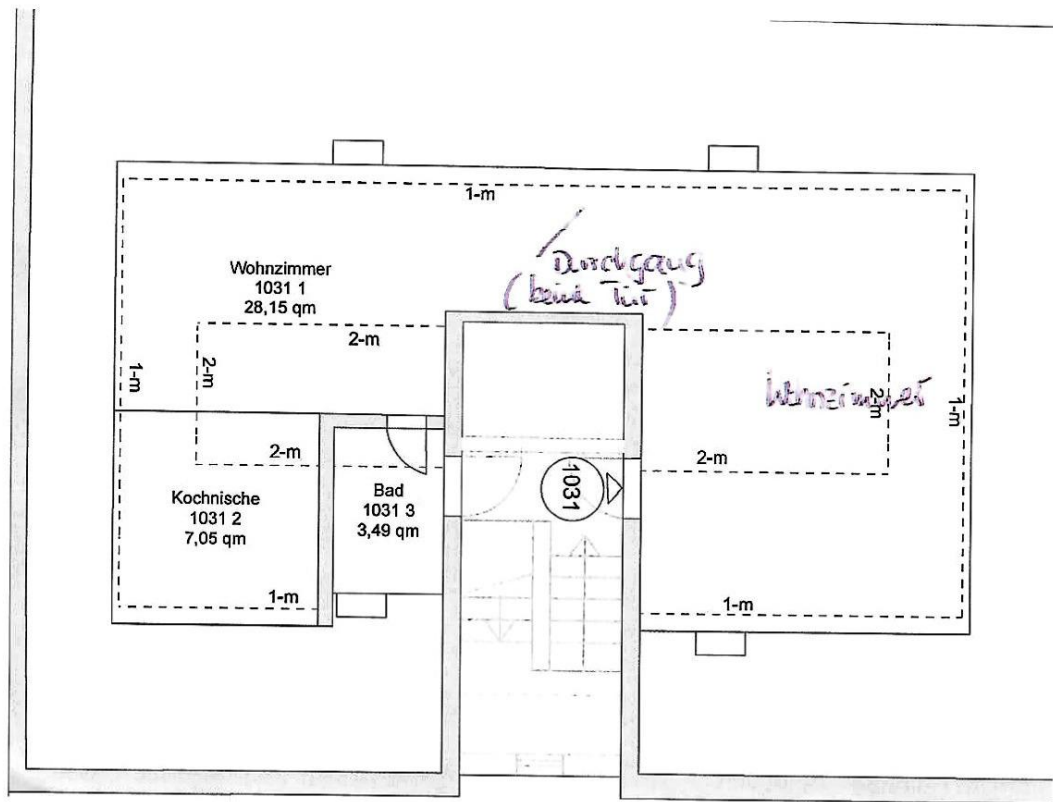 1-m
Durchgang
(keine Tür)
Wohnzimmer
1031 1
28,15 qm
2-m
2-m
1-m
Wohnzimmer
2-m
1-m
2-m
2-m
Kochnische
1031 2
7,05 qm
Bad
1031 3
3,49 qm
1031
1-m
1-m